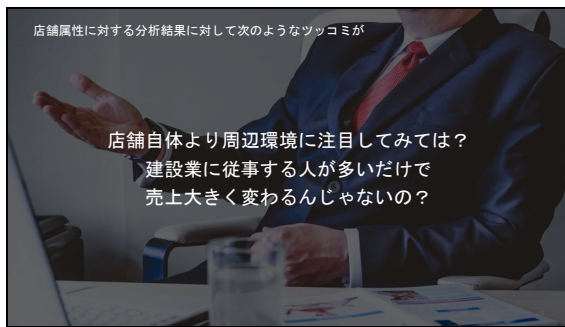 店舗属性に対する分析結果に対して次のようなツッコミが
店舗自体より周辺環境に注目してみては？
建設業に従事する人が多いだけで
売上大きく変わるんじゃないの？